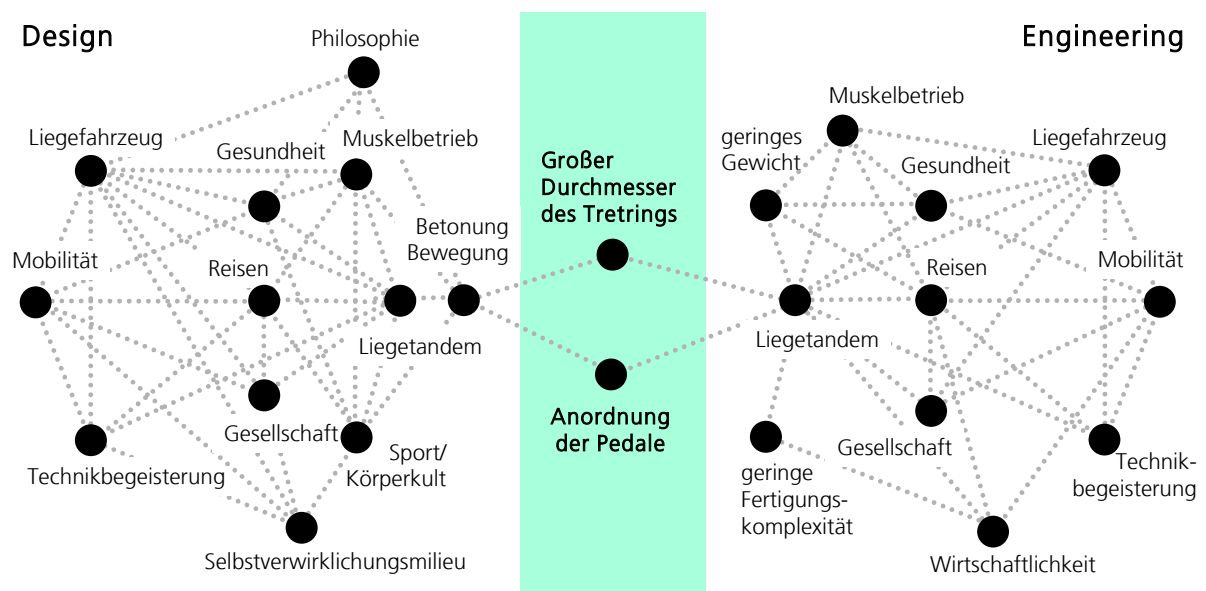 Design
Philosophie
Liegefahrzeug
Gesundheit
Muskelbetrieb
Betonung
Bewegung
Mobilität
Reisen
Liegetandem
Gesellschaft
Sport/
Körperkult
Technikbegeisterung
Selbstverwirklichungsmilieu
Großer
Durchmesser
des Tretrings
Anordnung
der Pedale
Engineering
Muskelbetrieb
geringes
Gewicht
Gesundheit
Liegefahrzeug
Reisen
Mobilität
Liegetandem
Gesellschaft
geringe
Fertigungs-
komplexität
Technik-
begeisterung
Wirtschaftlichkeit